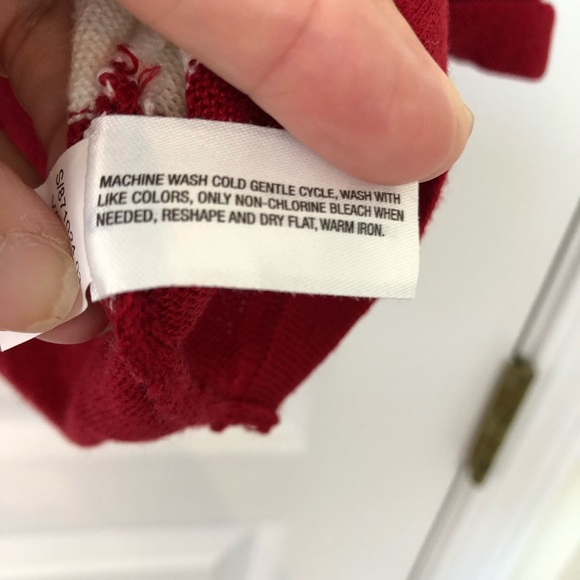 MACHINE WASH COLD GENTLE CYCLE, WASH WITH
LIKE COLORS, ONLY NON-CHLORINE BLEACH WHEN
NEEDED, RESHAPE AND DRY FLAT, WARM IRON.